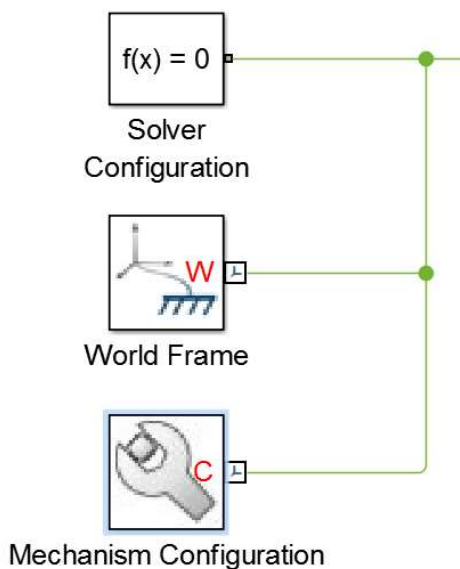 f(x) = 0
Solver
Configuration
W
World Frame
C
Mechanism Configuration